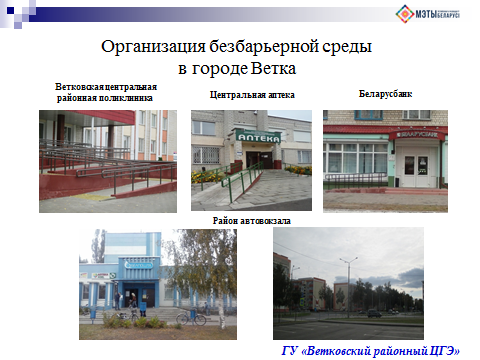 МЭТЫ
БЕЛАРУСІ
Организация безбарьерной среды
в городе Ветка
Ветковская центральная
районная поликлиника
Центральная аптека
Беларусбанк
АПТЕКА
БЕЛАРУСБАНК
Район автовокзала
ГУ «Ветковский районный ЦГЭ»